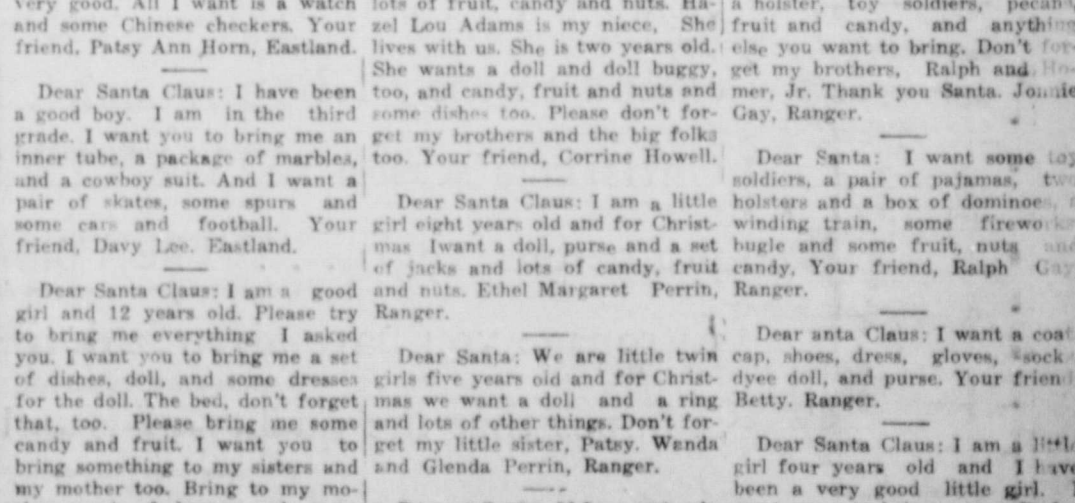 very good. All I want is a watch
and some Chinese checkers. Your
friend, Patsy Ann Horn, Eastland.
Dear Santa Claus: I have been
a good boy. I am in the third
grade. I want you to bring me an
inner tube, a package of marbles,
and a cowboy suit. And I want a
pair of skates, some spurs and
some cars and football. Your
friend, Davy Lee. Eastland.
Dear Santa Claus: I am a good
girl and 12 years old. Please try
to bring me everything I asked
you. I want you to bring me a set
of dishes, doll, and some dresses
for the doll. The bed, don't forget
that, too. Please bring me some
candy and fruit. I want you to
bring something to my sisters and
my mother too. Bring to my mo-
lots of fruit, candy and nuts. Ha-
zel Lou Adams is my niece, She
lives with us. She is two years old.
She wants a doll and doll buggy,
too, and candy, fruit and nuts and
some dishes too. Please don't for-
get my brothers and the big folks
too. Your friend, Corrine Howell.
Dear Santa Claus: I am a little
girl eight years old and for Christ-
mas Iwant a doll, purse and a set
of jacks and lots of candy, fruit
and nuts. Ethel Margaret Perrin,
Ranger.
Dear Santa: We are little twin
girls five years old and for Christ-
mas we want a doll and a ring
and lots of other things. Don't for-
get my little sister, Patsy. Wanda
and Glenda Perrin, Ranger.
a holster, toy soldiers, pecans,
fruit and candy, and anything
else you want to bring. Don't for-
get my brothers, Ralph and Ho-
mer, Jr. Thank you Santa. Jonnie
Gay, Ranger.
Dear Santa: I want some toy
soldiers, a pair of pajamas, two
holsters and a box of dominoes,
winding train, some fireworks
bugle and some fruit, nuts and
candy, Your friend, Ralph Gay
Ranger.
Dear anta Claus: I want a coat
cap, shoes, dress, gloves, sock
dyee doll, and purse. Your friend
Betty. Ranger.
Dear Santa Claus: I am a little
girl four years old and I have
been a very good little girl.